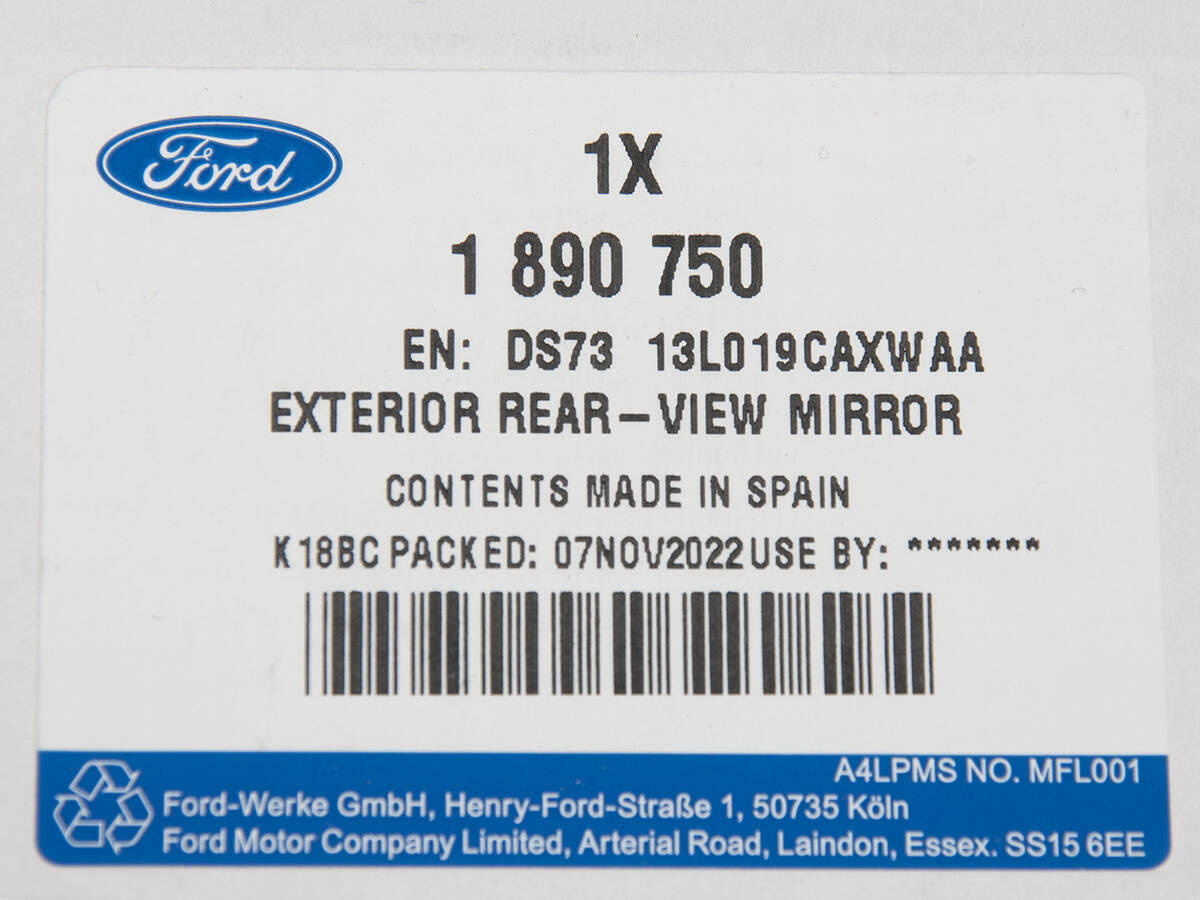 Ford
1X
1 890 750
EN: DS73 13L019CAXWAA
EXTERIOR REAR-VIEW MIRROR
CONTENTS MADE IN SPAIN
K18BC PACKED: 07NOV2022 USE BY: *******
A4LPMS NO. MFL001
Ford-Werke GmbH, Henry-Ford-Straße 1, 50735 Köln
Ford Motor Company Limited, Arterial Road, Laindon, Essex. SS15 6EE